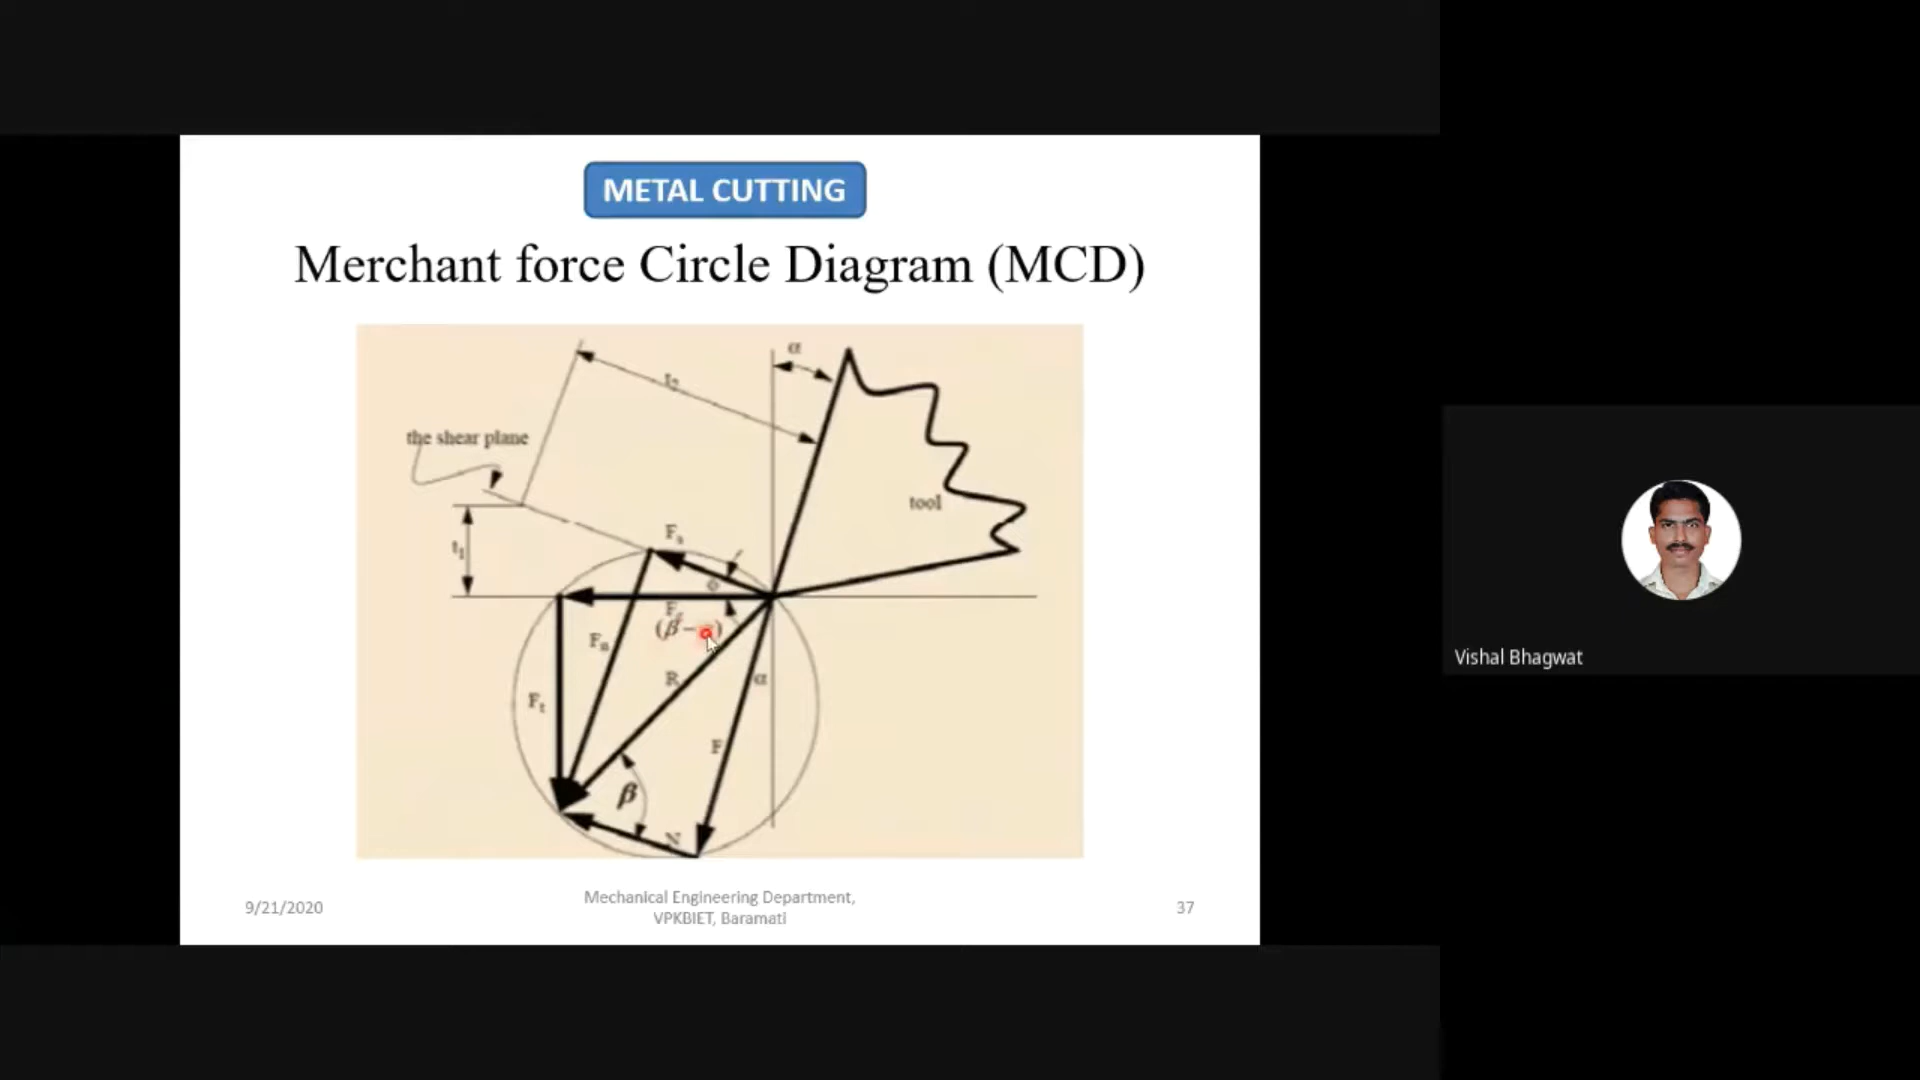 METAL CUTTING
Merchant force Circle Diagram (MCD)
α
t₂
the shear plane
tool
Fₛ
t₁
Φ
F꜀
(β-α)
Fₙ
R
α
Fₜ
F
β
N
9/21/2020
Mechanical Engineering Department,
VPKBIET, Baramati
37
Vishal Bhagwat